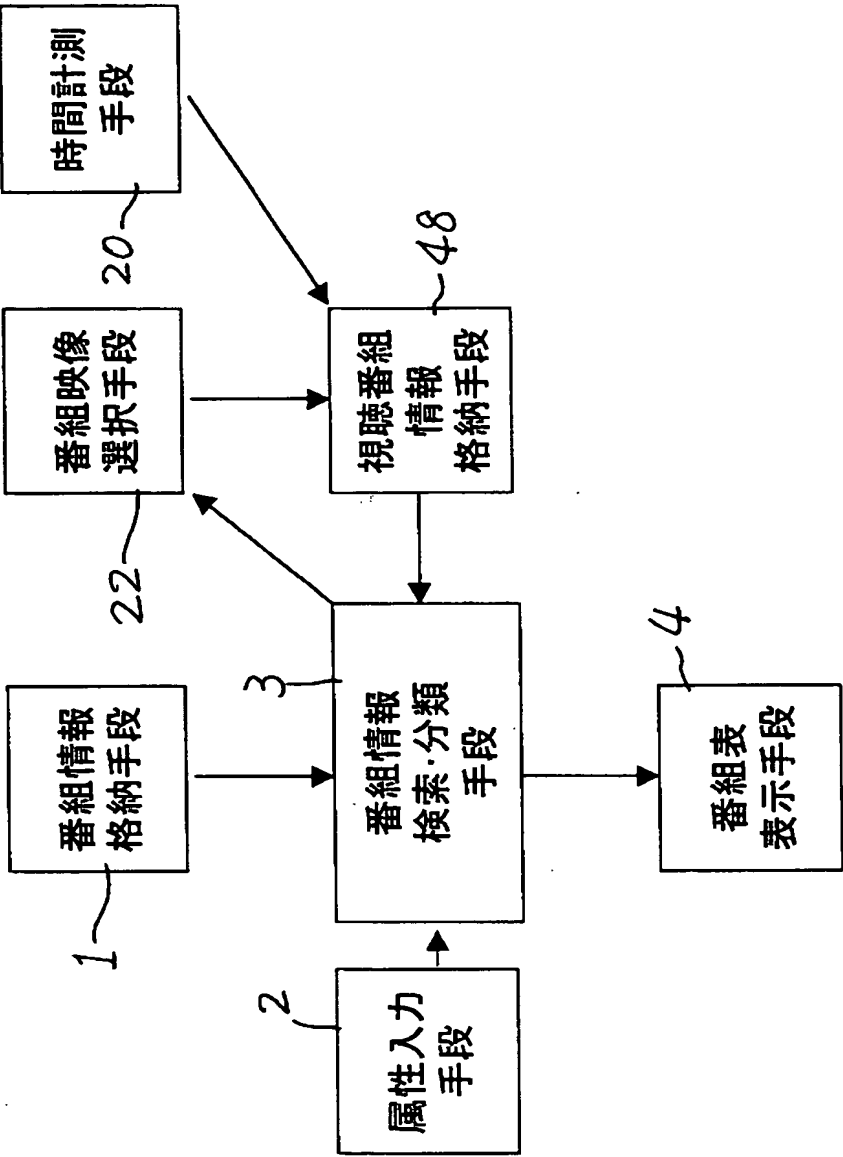 番組情報
格納手段
1
番組映像
選択手段
22
時間計測
手段
20
属性入力
手段
2
番組情報
検索・分類
手段
3
視聴番組
情報
格納手段
48
番組表
表示手段
4